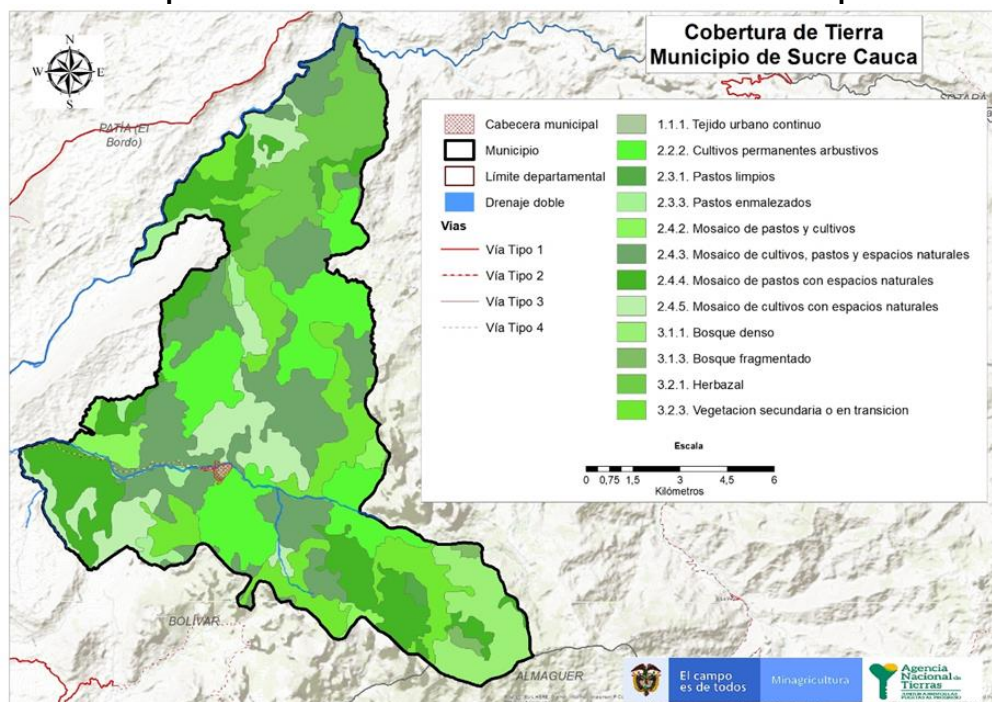 Cobertura de Tierra
Municipio de Sucre Cauca
N
W E
S
PATÍA (El
Bordo)
SOTARÁ
Cabecera municipal
Municipio
Límite departamental
Drenaje doble
Vias
Vía Tipo 1
Vía Tipo 2
Vía Tipo 3
Vía Tipo 4
1.1.1. Tejido urbano continuo
2.2.2. Cultivos permanentes arbustivos
2.3.1. Pastos limpios
2.3.3. Pastos enmalezados
2.4.2. Mosaico de pastos y cultivos
2.4.3. Mosaico de cultivos, pastos y espacios naturales
2.4.4. Mosaico de pastos con espacios naturales
2.4.5. Mosaico de cultivos con espacios naturales
3.1.1. Bosque denso
3.1.3. Bosque fragmentado
3.2.1. Herbazal
3.2.3. Vegetacion secundaria o en transicion
Escala
0 0,75 1,5 3 4,5 6
Kilómetros
BOLÍVAR
ALMAGUER
El campo
es de todos
Minagricultura
Agencia
Nacional de
Tierras